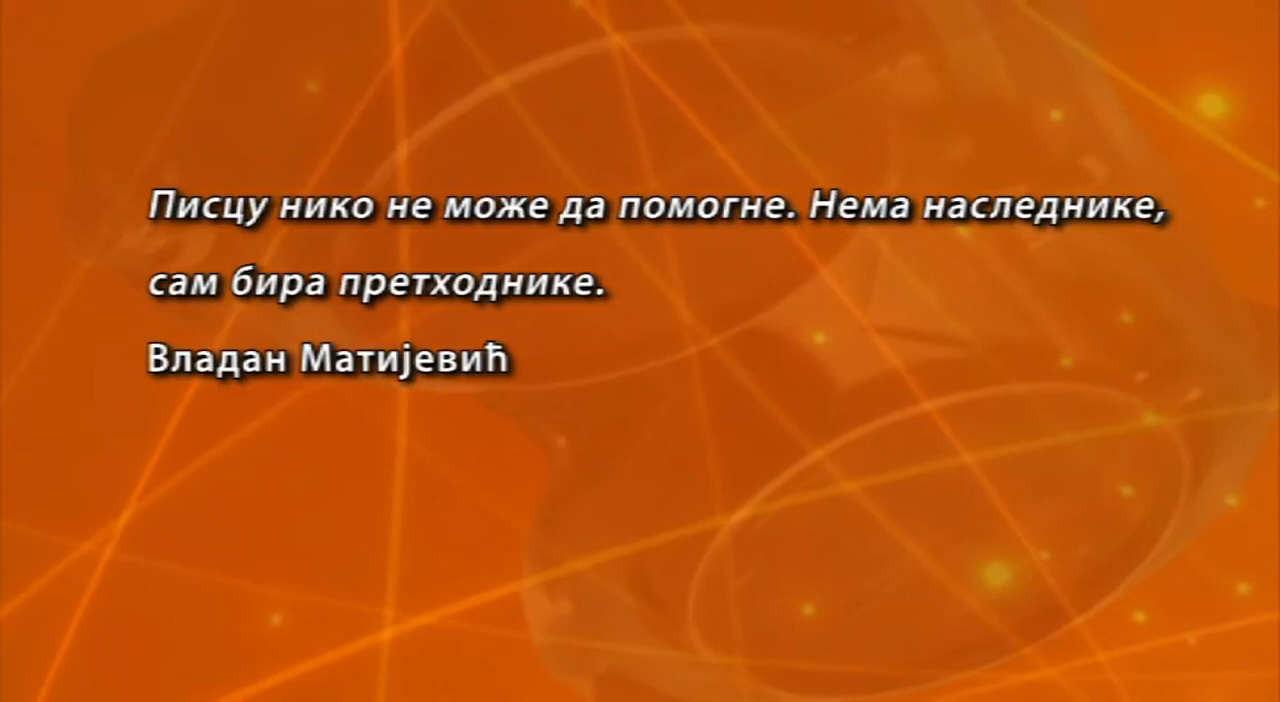 Писцу нико не може да помогне. Нема наследнике,
сам бира претходнике.
Владан Матијевић